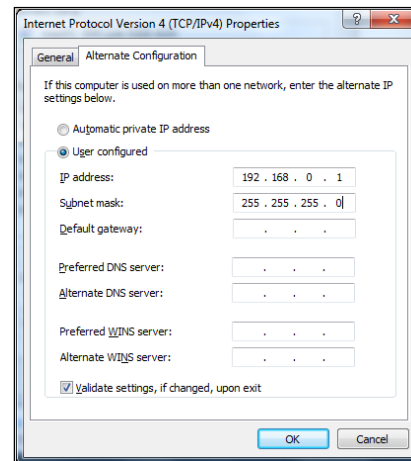 Internet Protocol Version 4 (TCP/IPv4) Properties
? X
General Alternate Configuration
If this computer is used on more than one network, enter the alternate IP
settings below.
Automatic private IP address
User configured
IP address: 192 . 168 . 0 . 1
Subnet mask: 255 . 255 . 255 . 0
Default gateway: . . .
Preferred DNS server: . . .
Alternate DNS server: . . .
Preferred WINS server: . . .
Alternate WINS server: . . .
Validate settings, if changed, upon exit
OK Cancel